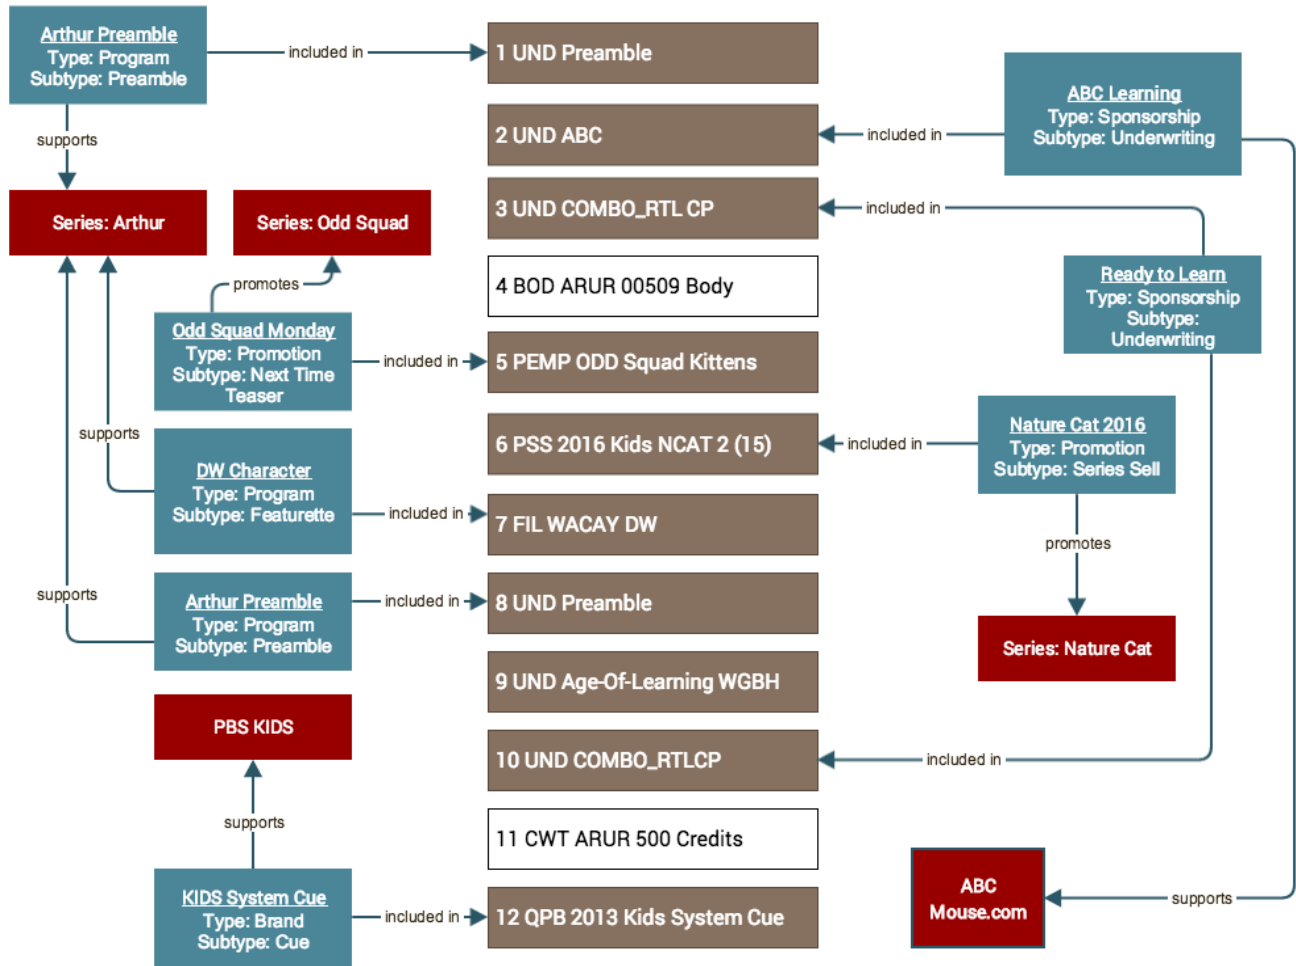 Arthur Preamble
Type: Program
Subtype: Preamble
included in
1 UND Preamble
supports
2 UND ABC
included in
ABC Learning
Type: Sponsorship
Subtype: Underwriting
Series: Arthur
Series: Odd Squad
3 UND COMBO_RTL CP
included in
promotes
4 BOD ARUR 00509 Body
Ready to Learn
Type: Sponsorship
Subtype:
Underwriting
Odd Squad Monday
Type: Promotion
Subtype: Next Time
Teaser
included in
5 PEMP ODD Squad Kittens
supports
6 PSS 2016 Kids NCAT 2 (15)
included in
Nature Cat 2016
Type: Promotion
Subtype: Series Sell
DW Character
Type: Program
Subtype: Featurette
included in
7 FIL WACAY DW
promotes
supports
Arthur Preamble
Type: Program
Subtype: Preamble
included in
8 UND Preamble
Series: Nature Cat
9 UND Age-Of-Learning WGBH
PBS KIDS
10 UND COMBO_RTLCP
included in
supports
11 CWT ARUR 500 Credits
KIDS System Cue
Type: Brand
Subtype: Cue
included in
12 QPB 2013 Kids System Cue
ABC
Mouse.com
supports